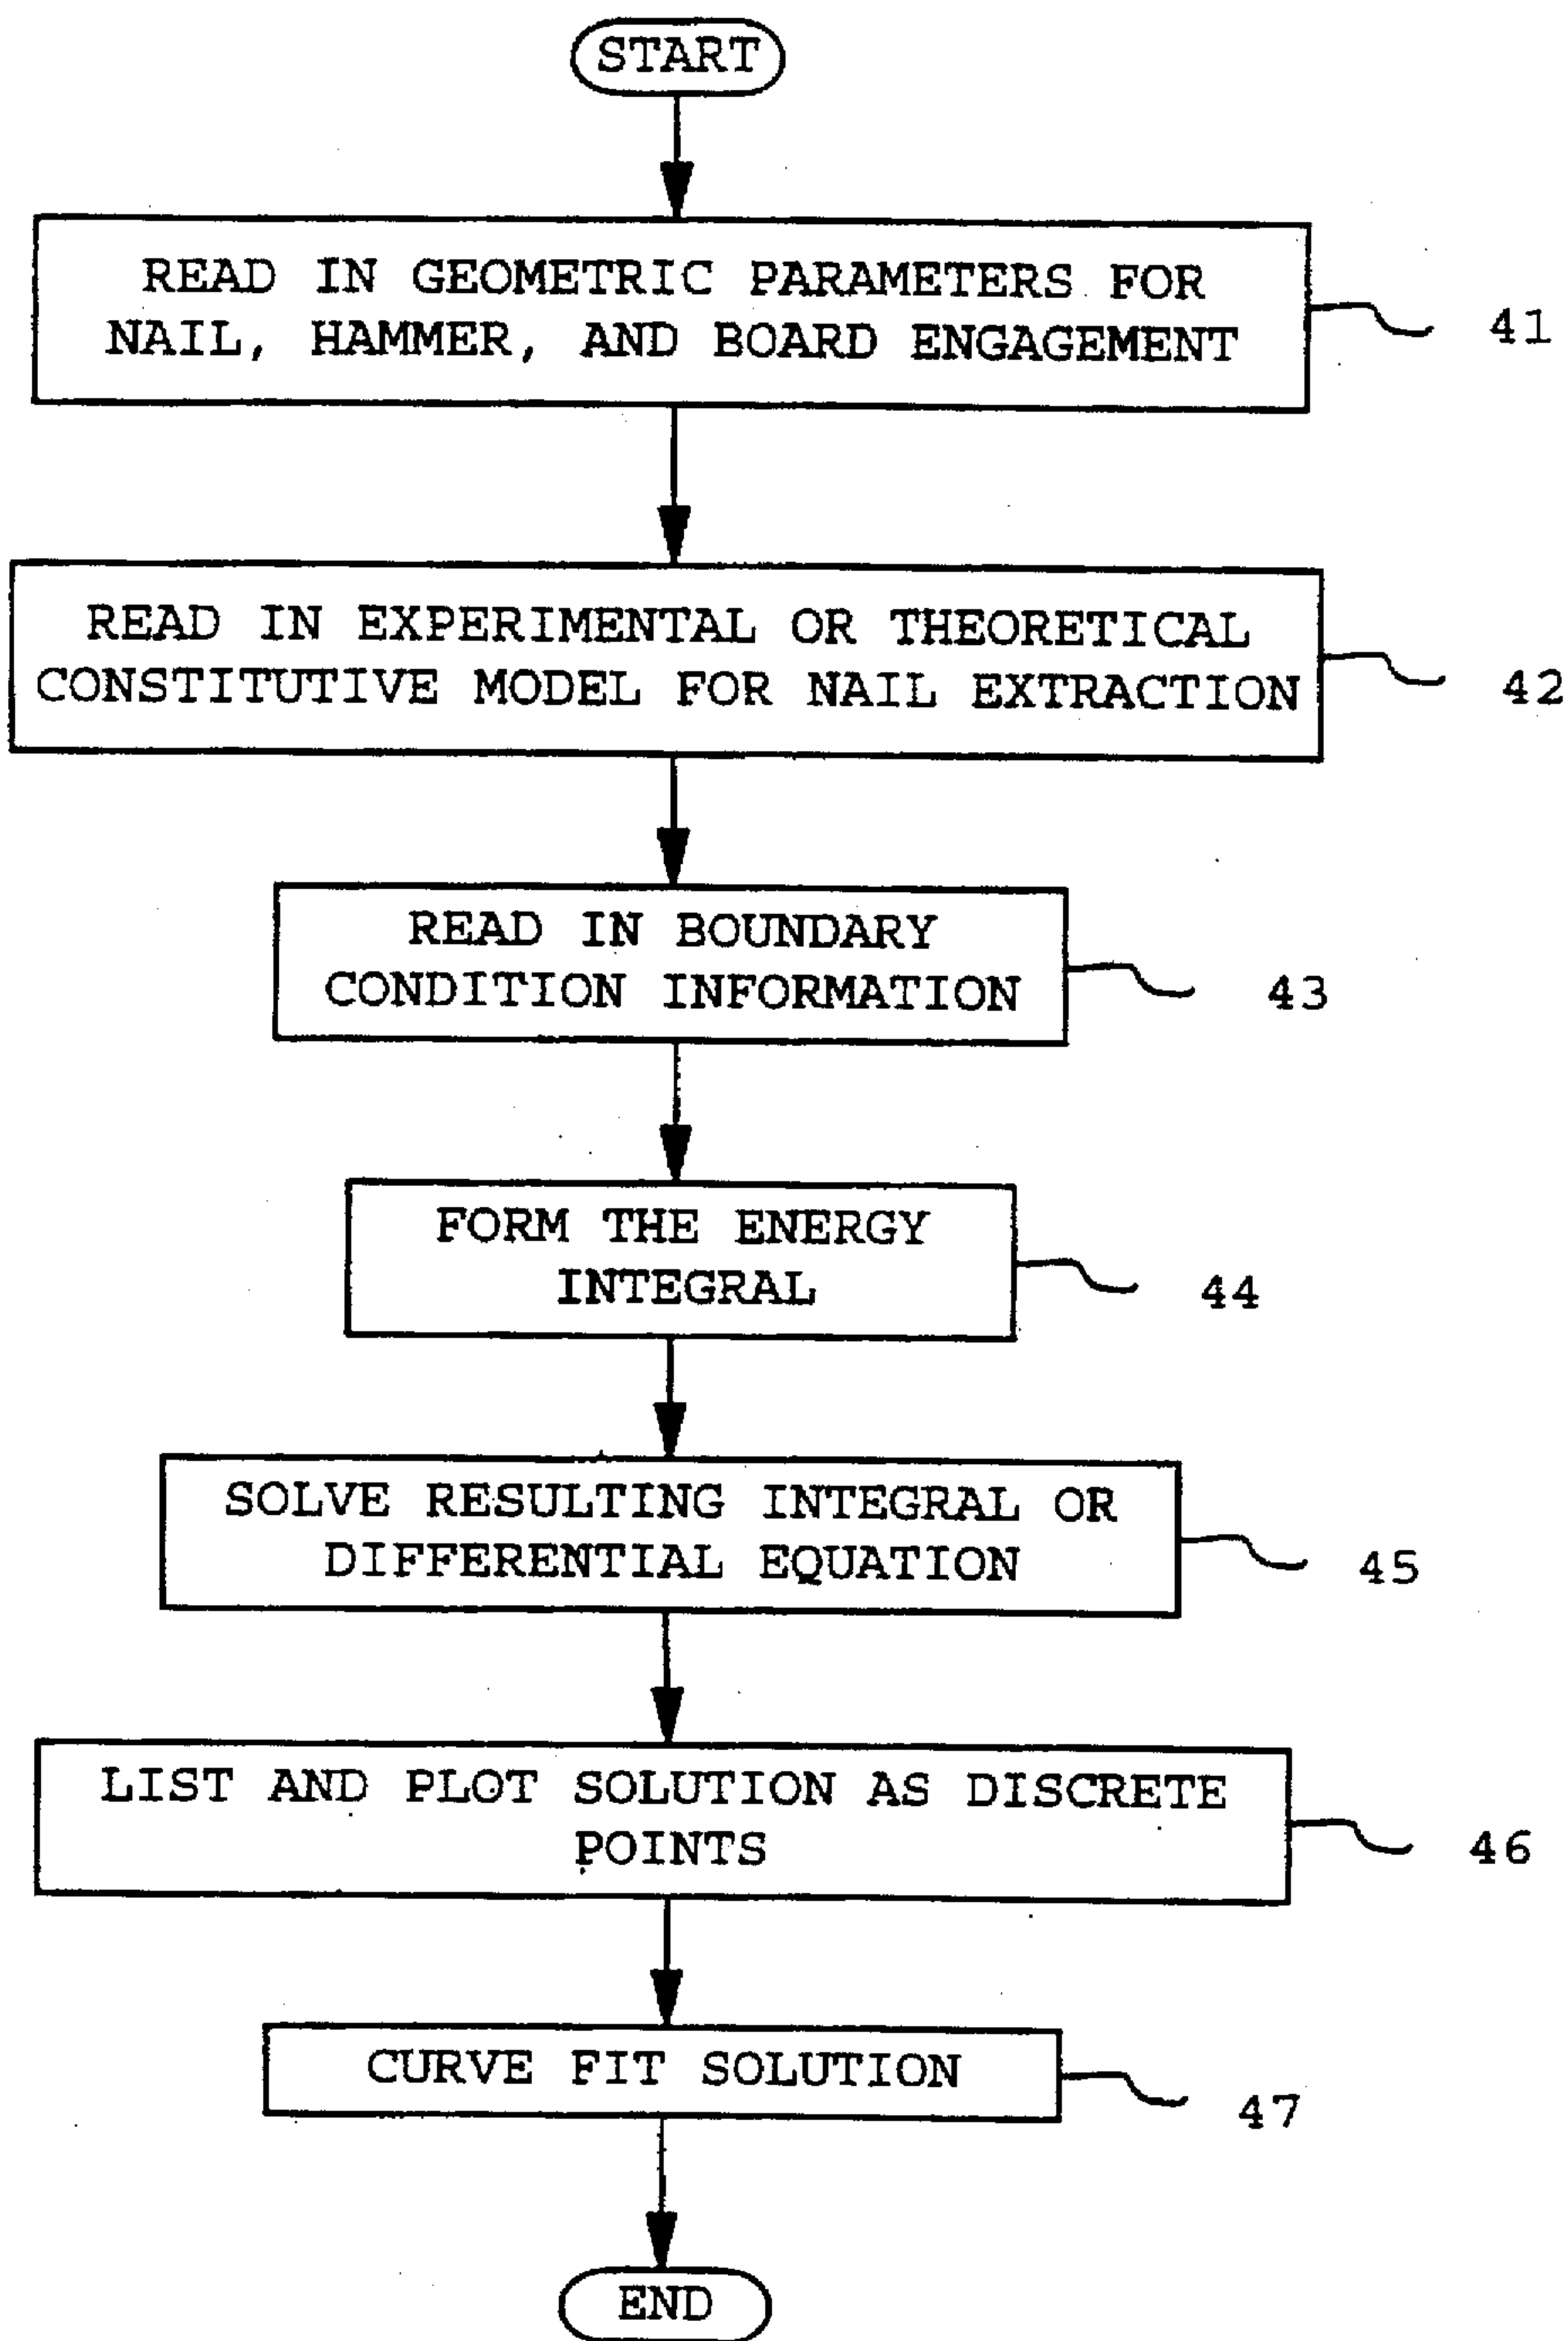 START
READ IN GEOMETRIC PARAMETERS FOR
NAIL, HAMMER, AND BOARD ENGAGEMENT
41
READ IN EXPERIMENTAL OR THEORETICAL
CONSTITUTIVE MODEL FOR NAIL EXTRACTION
42
READ IN BOUNDARY
CONDITION INFORMATION
43
FORM THE ENERGY
INTEGRAL
44
SOLVE RESULTING INTEGRAL OR
DIFFERENTIAL EQUATION
45
LIST AND PLOT SOLUTION AS DISCRETE
POINTS
46
CURVE FIT SOLUTION
47
END